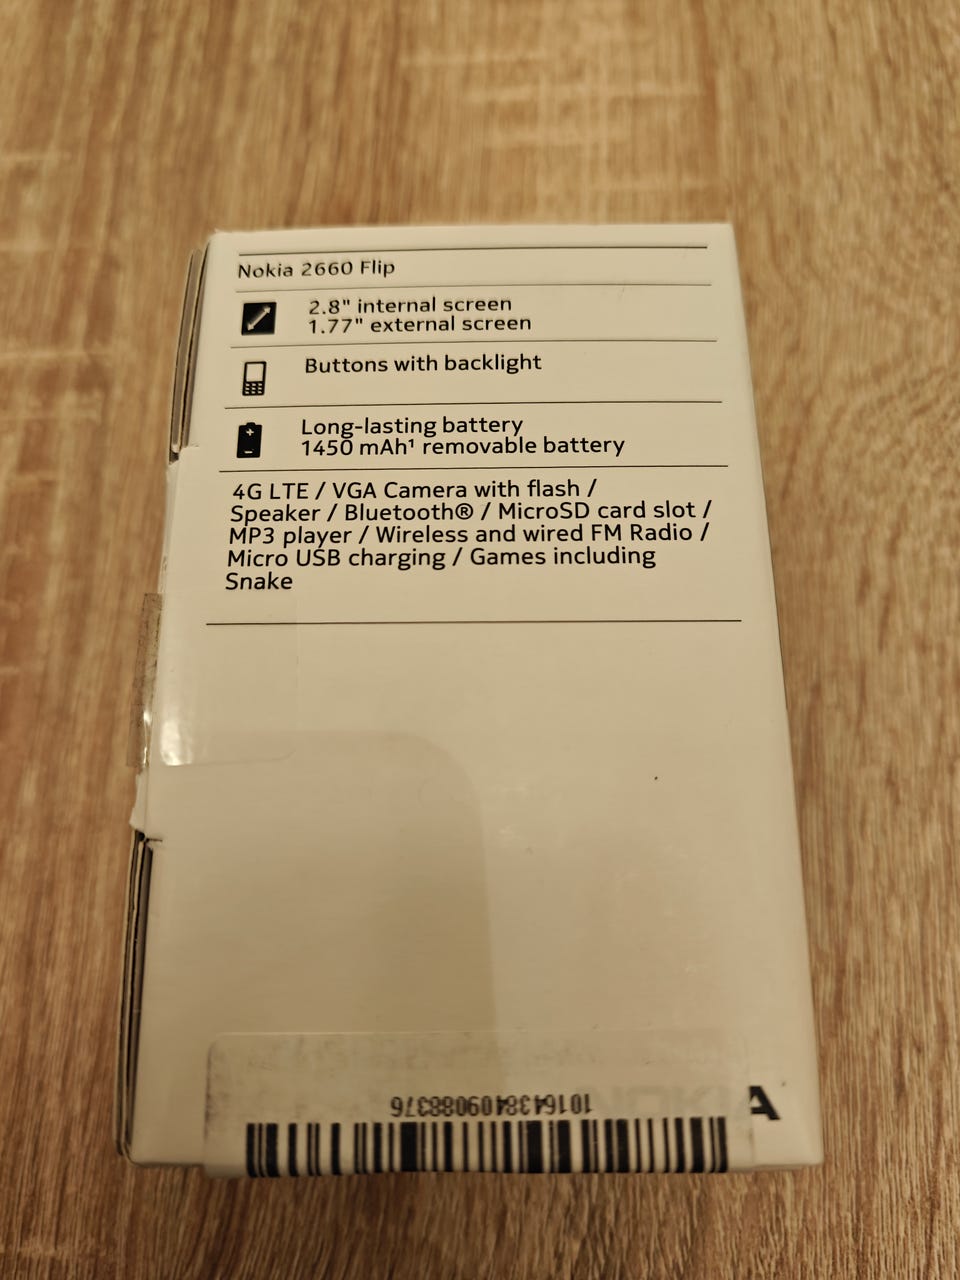 Nokia 2660 Flip
2.8" internal screen
1.77" external screen
Buttons with backlight
Long-lasting battery
1450 mAh¹ removable battery
4G LTE / VGA Camera with flash /
Speaker / Bluetooth® / MicroSD card slot /
MP3 player / Wireless and wired FM Radio /
Micro USB charging / Games including
Snake
1016438409088376